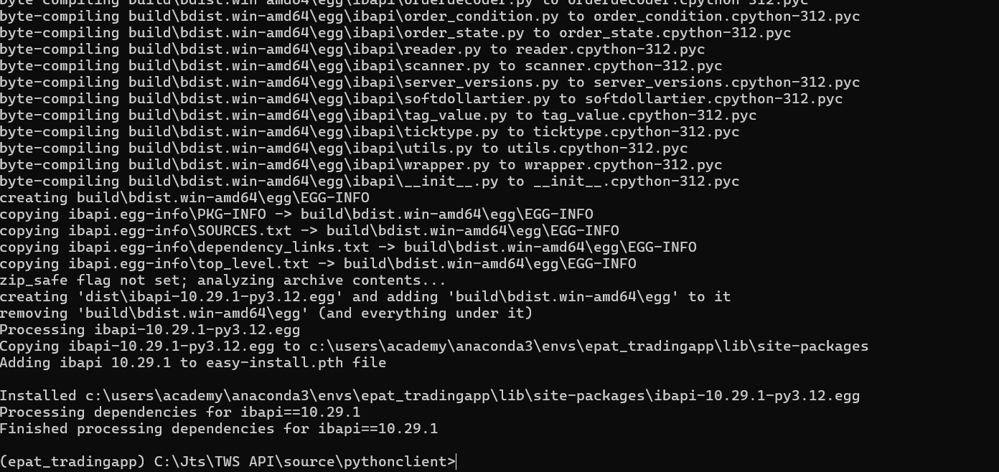 byte-compiling build\bdist.win-amd64\egg\ibapi\orderdecoder.py to orderdecoder.cpython-312.pyc
byte-compiling build\bdist.win-amd64\egg\ibapi\order_condition.py to order_condition.cpython-312.pyc
byte-compiling build\bdist.win-amd64\egg\ibapi\order_state.py to order_state.cpython-312.pyc
byte-compiling build\bdist.win-amd64\egg\ibapi\reader.py to reader.cpython-312.pyc
byte-compiling build\bdist.win-amd64\egg\ibapi\scanner.py to scanner.cpython-312.pyc
byte-compiling build\bdist.win-amd64\egg\ibapi\server_versions.py to server_versions.cpython-312.pyc
byte-compiling build\bdist.win-amd64\egg\ibapi\softdollartier.py to softdollartier.cpython-312.pyc
byte-compiling build\bdist.win-amd64\egg\ibapi\tag_value.py to tag_value.cpython-312.pyc
byte-compiling build\bdist.win-amd64\egg\ibapi\ticktype.py to ticktype.cpython-312.pyc
byte-compiling build\bdist.win-amd64\egg\ibapi\utils.py to utils.cpython-312.pyc
byte-compiling build\bdist.win-amd64\egg\ibapi\wrapper.py to wrapper.cpython-312.pyc
byte-compiling build\bdist.win-amd64\egg\ibapi\__init__.py to __init__.cpython-312.pyc
creating build\bdist.win-amd64\egg\EGG-INFO
copying ibapi.egg-info\PKG-INFO -> build\bdist.win-amd64\egg\EGG-INFO
copying ibapi.egg-info\SOURCES.txt -> build\bdist.win-amd64\egg\EGG-INFO
copying ibapi.egg-info\dependency_links.txt -> build\bdist.win-amd64\egg\EGG-INFO
copying ibapi.egg-info\top_level.txt -> build\bdist.win-amd64\egg\EGG-INFO
zip_safe flag not set; analyzing archive contents...
creating 'dist\ibapi-10.29.1-py3.12.egg' and adding 'build\bdist.win-amd64\egg' to it
removing 'build\bdist.win-amd64\egg' (and everything under it)
Processing ibapi-10.29.1-py3.12.egg
Copying ibapi-10.29.1-py3.12.egg to c:\users\academy\anaconda3\envs\epat_tradingapp\lib\site-packages
Adding ibapi 10.29.1 to easy-install.pth file
Installed c:\users\academy\anaconda3\envs\epat_tradingapp\lib\site-packages\ibapi-10.29.1-py3.12.egg
Processing dependencies for ibapi==10.29.1
Finished processing dependencies for ibapi==10.29.1
(epat_tradingapp) C:\Jts\TWS API\source\pythonclient>